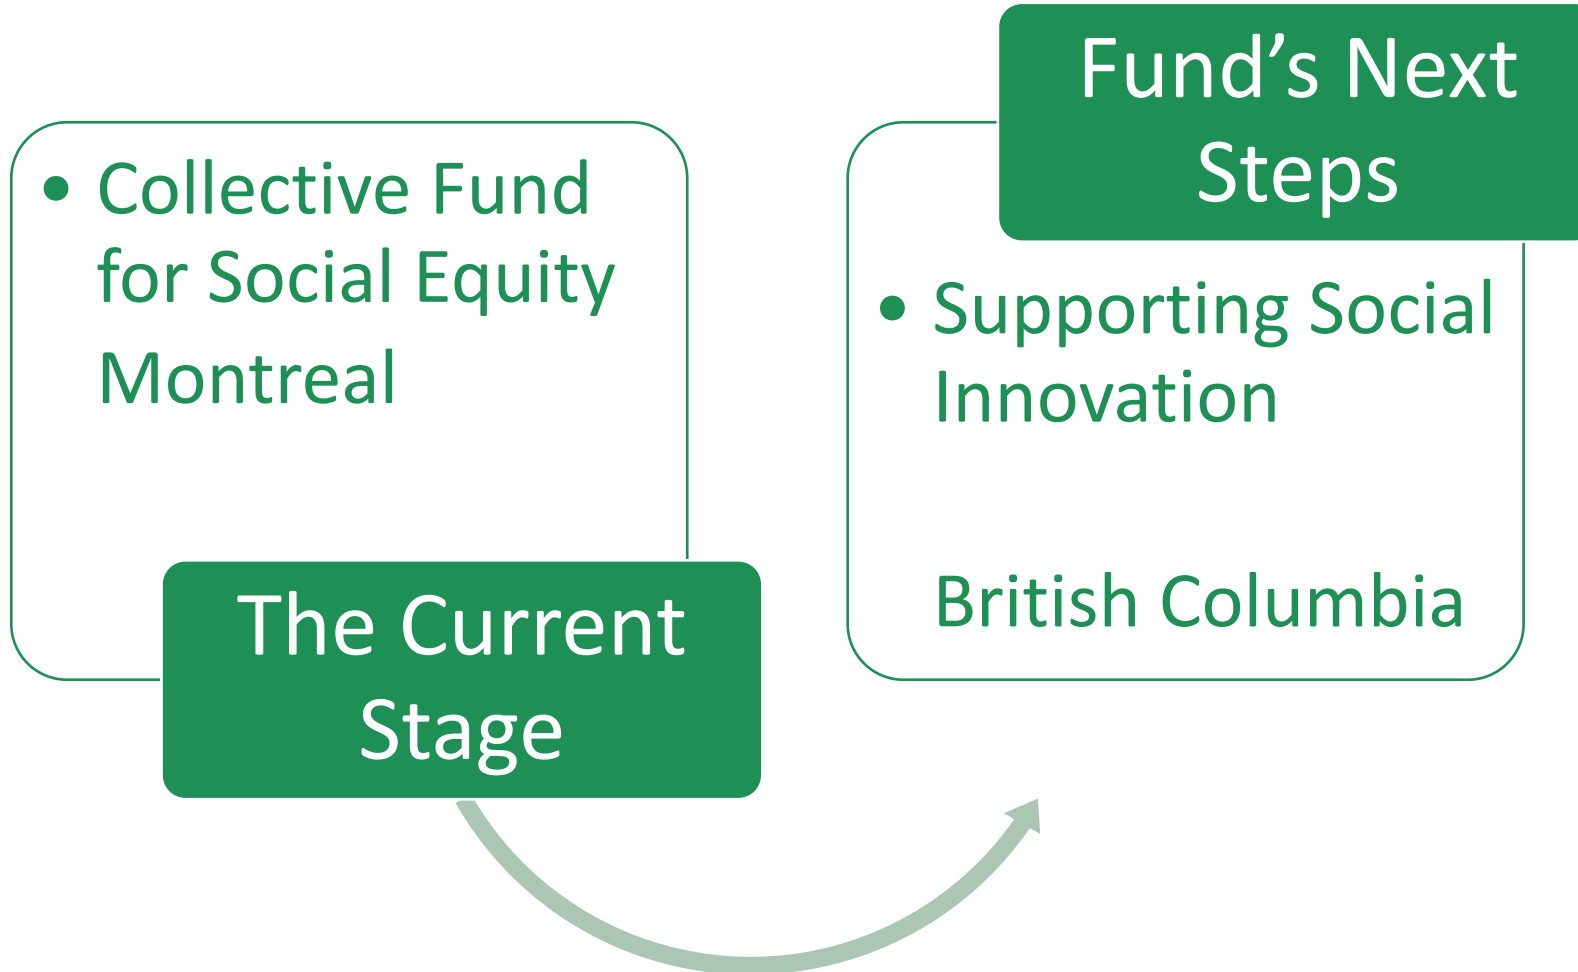 • Collective Fund
for Social Equity
Montreal
The Current
Stage
Fund’s Next
Steps
• Supporting Social
Innovation
British Columbia